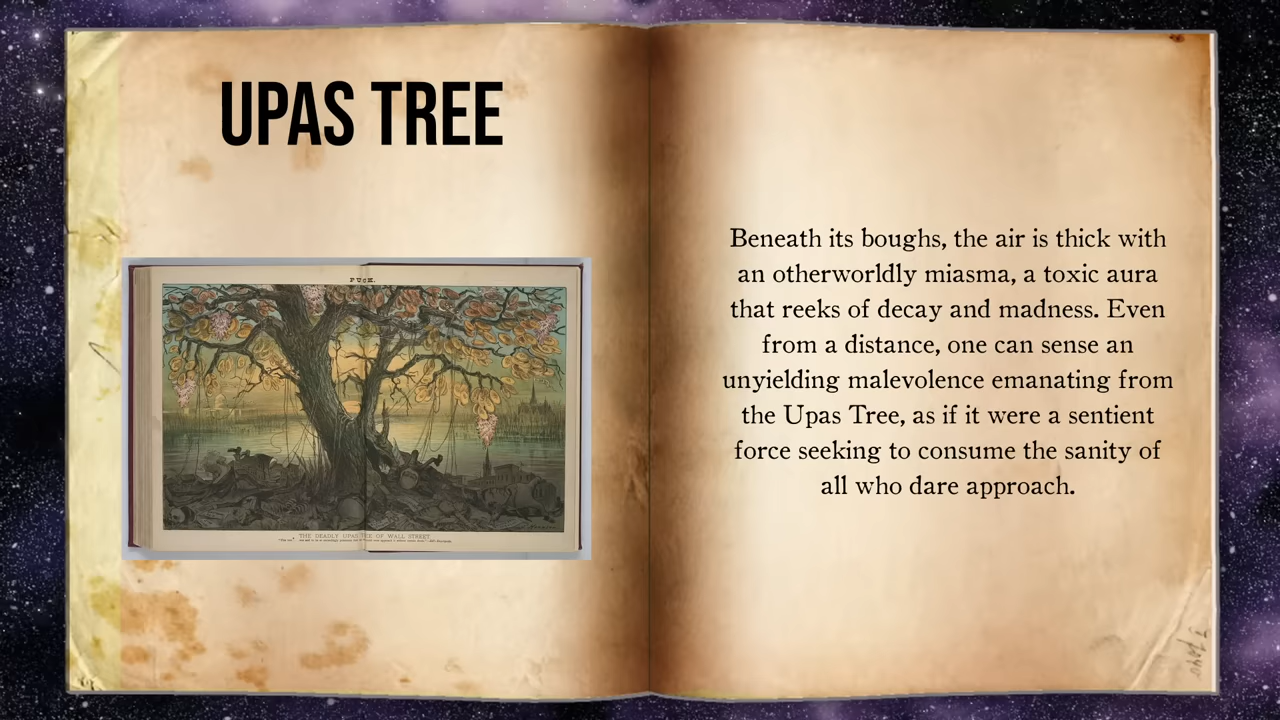 UPAS TREE
PUCK.
THE DEADLY UPAS TREE OF WALL STREET.
Beneath its boughs, the air is thick with
an otherworldly miasma, a toxic aura
that reeks of decay and madness. Even
from a distance, one can sense an
unyielding malevolence emanating from
the Upas Tree, as if it were a sentient
force seeking to consume the sanity of
all who dare approach.